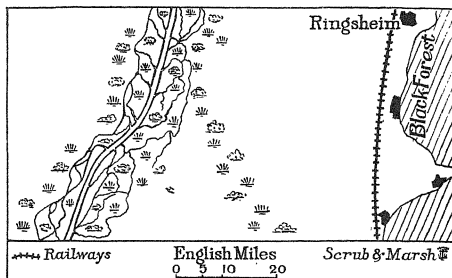 Ringsheim
Black Forest
Railways
English Miles
Scrub & Marsh
0 5 10 20